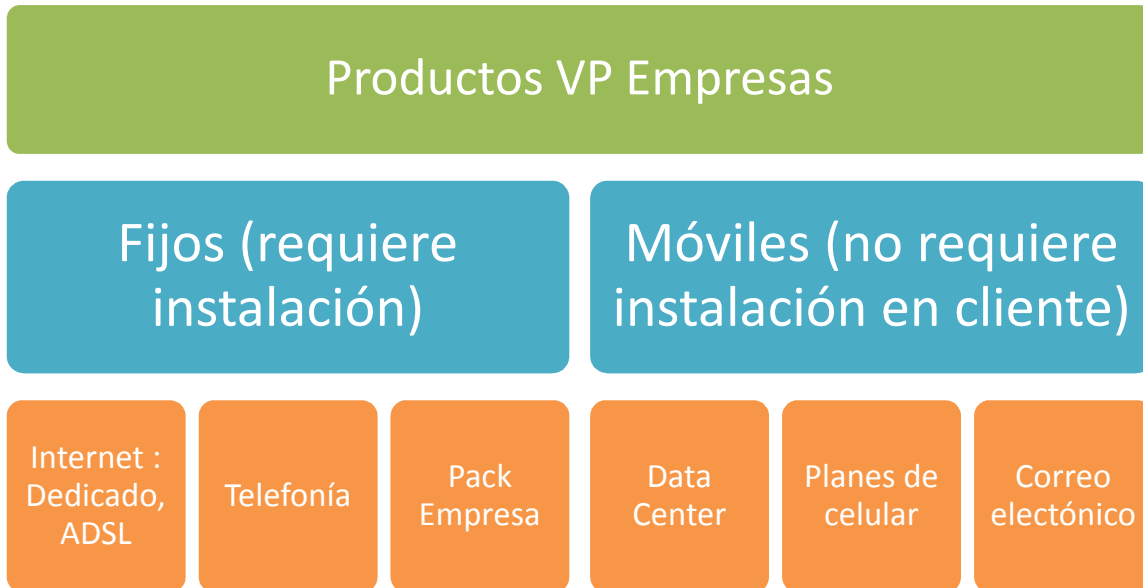 Productos VP Empresas
Fijos (requiere
instalación)
Móviles (no requiere
instalación en cliente)
Internet :
Dedicado,
ADSL
Telefonía
Pack
Empresa
Data
Center
Planes de
celular
Correo
electónico